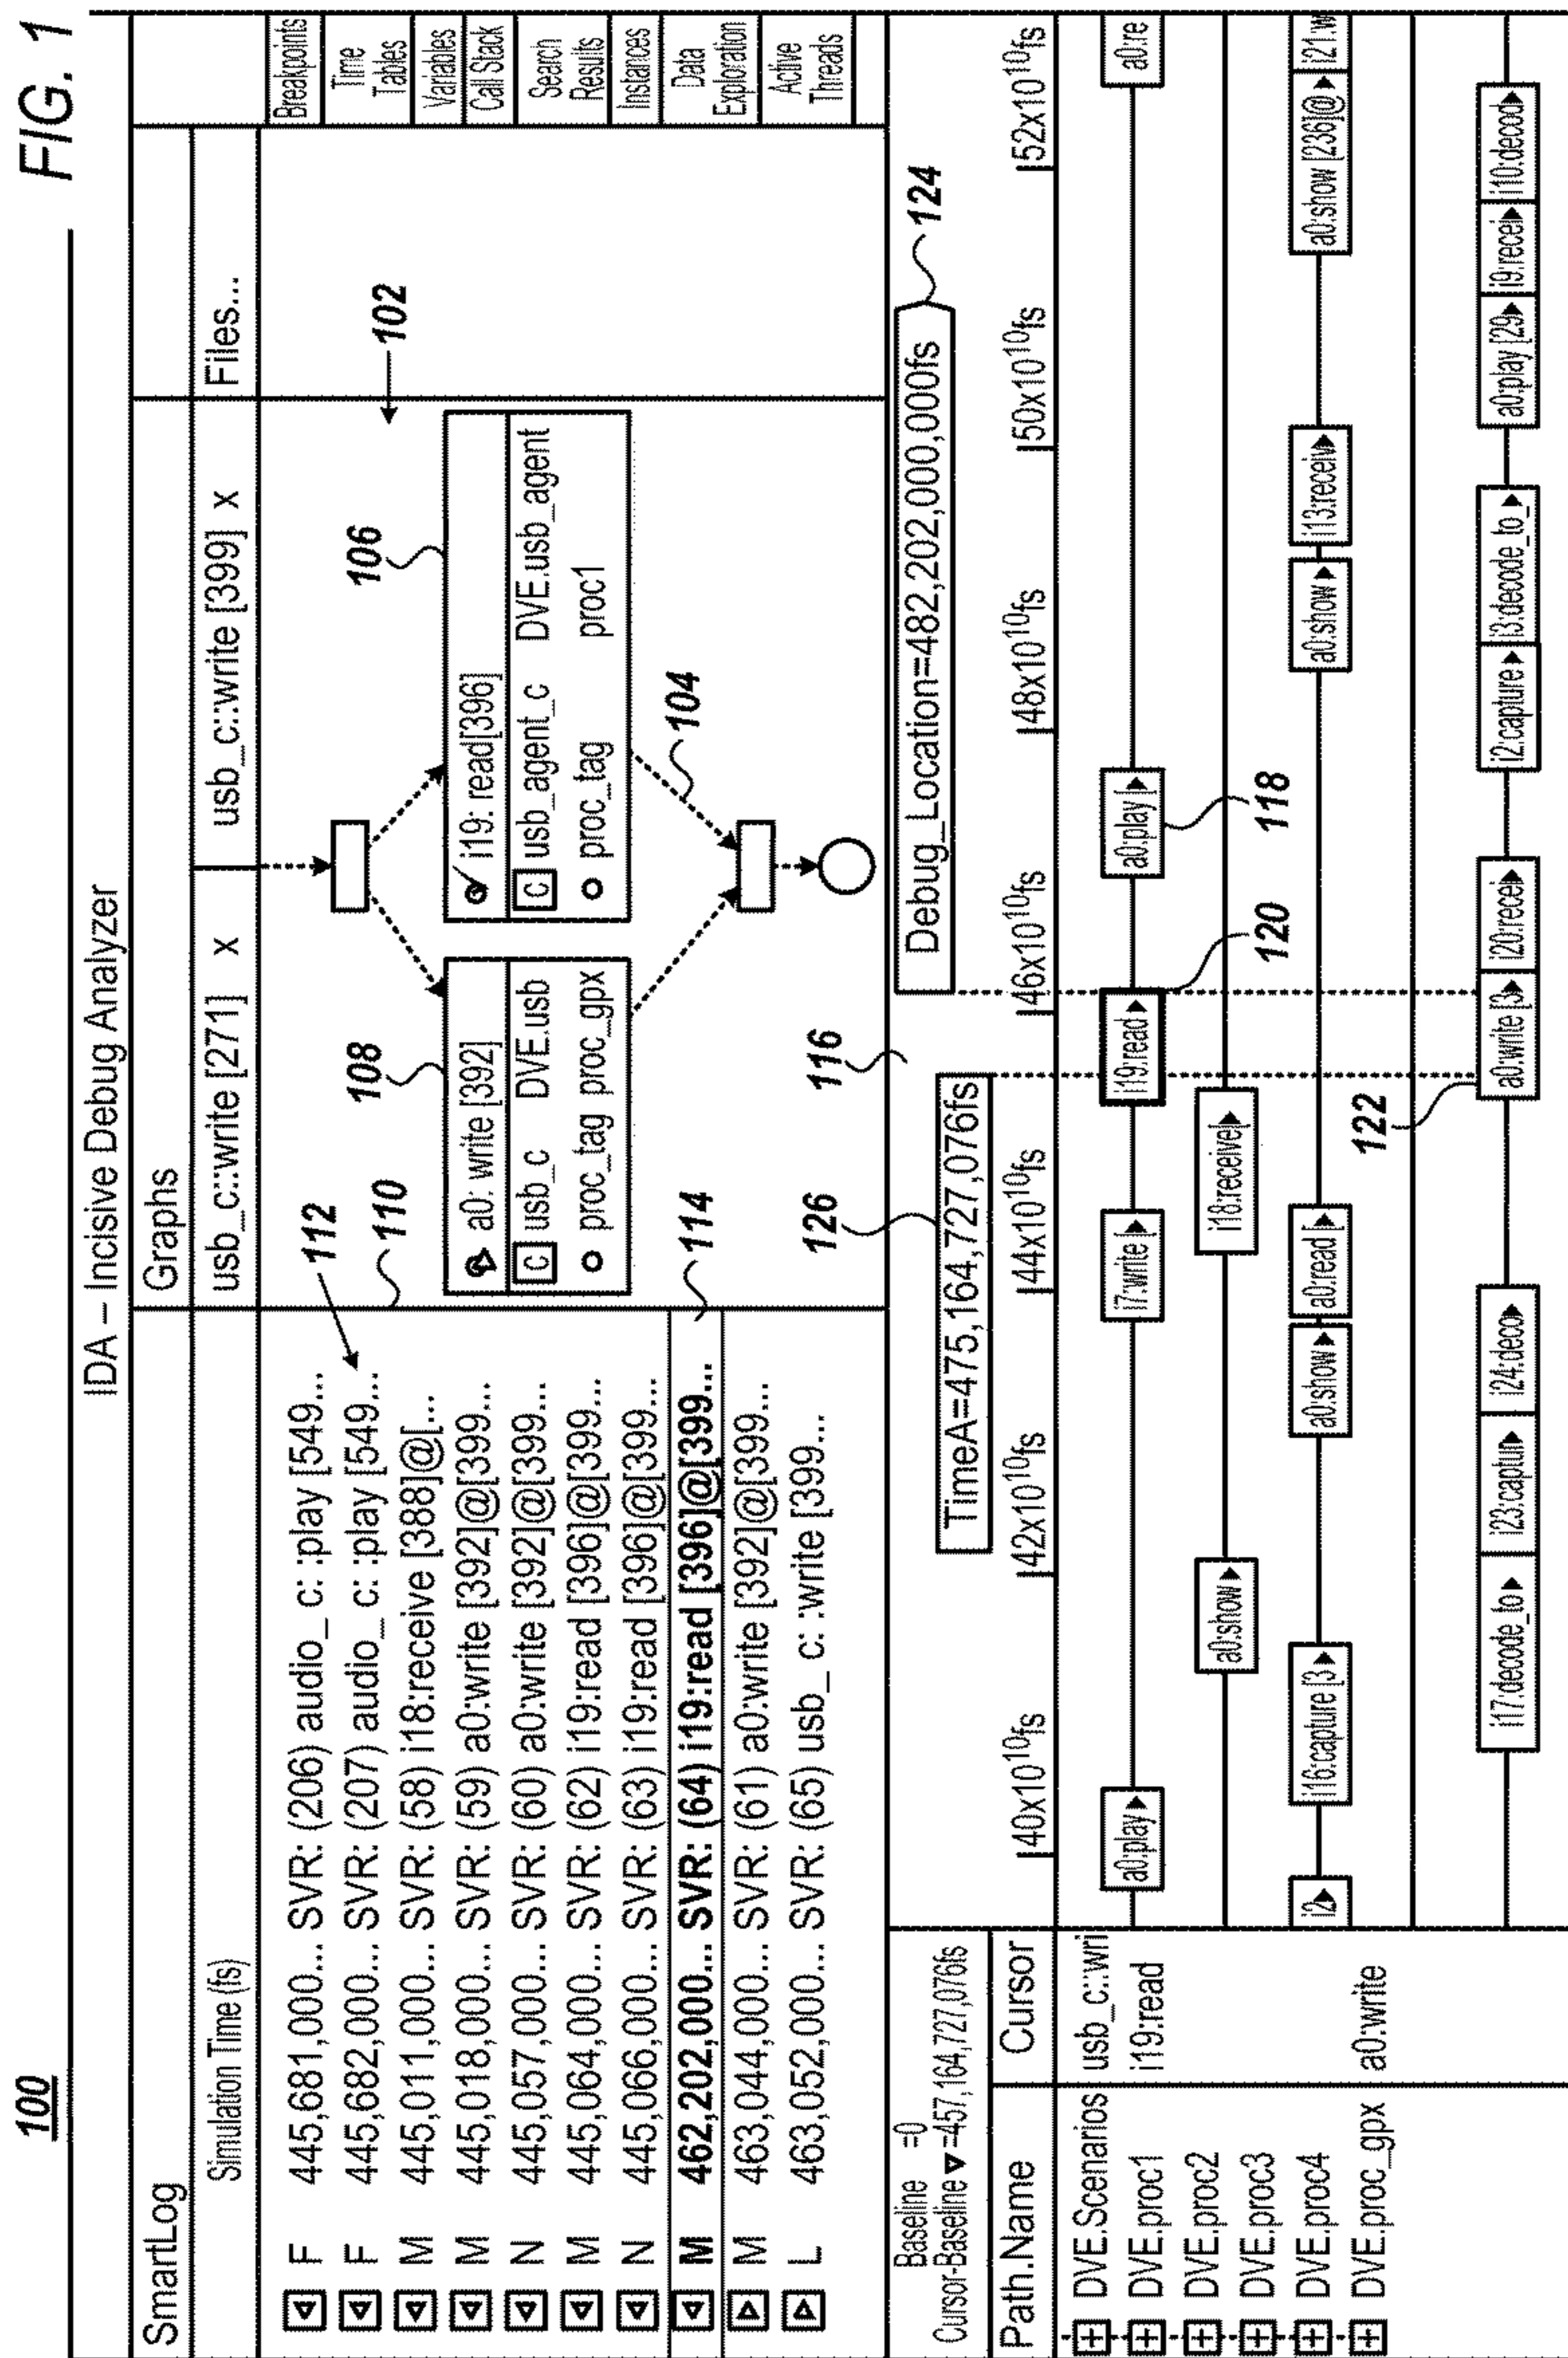 100
FIG. 1
IDA – Incisive Debug Analyzer
SmartLog
Graphs
Simulation Time (fs)
usb_c::write [271] x
usb_c::write [399] x
Files...
F 445,681,000... SVR: (206) audio_c: :play [549...
F 445,682,000... SVR: (207) audio_c: :play [549...
M 445,011,000... SVR: (58) i18:receive [388]@[...
M 445,018,000... SVR: (59) a0:write [392]@[399...
N 445,057,000... SVR: (60) a0:write [392]@[399...
M 445,064,000... SVR: (62) i19:read [396]@[399...
N 445,066,000... SVR: (63) i19:read [396]@[399...
M 462,202,000... SVR: (64) i19:read [396]@[399...
M 463,044,000... SVR: (61) a0:write [392]@[399...
L 463,052,000... SVR: (65) usb_c: :write [399...
112
110
114
108
a0: write [392]
C usb_c DVE.usb
proc_tag proc_gpx
106
102
i19: read[396]
C usb_agent_c DVE.usb_agent
proc_tag proc1
104
Breakpoints
Time
Tables
Variables
Call Stack
Search
Results
Instances
Data
Exploration
Active
Threads
Baseline =0
Cursor-Baseline ▼=457,164,727,076fs
Path.Name
Cursor
DVE.Scenarios usb_c::wri
DVE.proc1 i19:read
DVE.proc2
DVE.proc3
DVE.proc4
DVE.proc_gpx a0:write
126
116
124
TimeA=475,164,727,076fs
Debug_Location=482,202,000,000fs
40x10¹⁰fs 42x10¹⁰fs 44x10¹⁰fs 46x10¹⁰fs 48x10¹⁰fs 50x10¹⁰fs 52x10¹⁰fs
a0:play i7:write [ i19:read a0:play [ a0:re
120
118
a0:show i18:receive
i2 i16:capture [3 a0:show a0:read [ a0:show i13:receiv a0:show [236]@ i21:w
122
i17:decode_to i23:captun i24:deco a0:write [3 i20:recei i2:capture i3:decode_to_ a0:play [29 i9:recei i10:decod